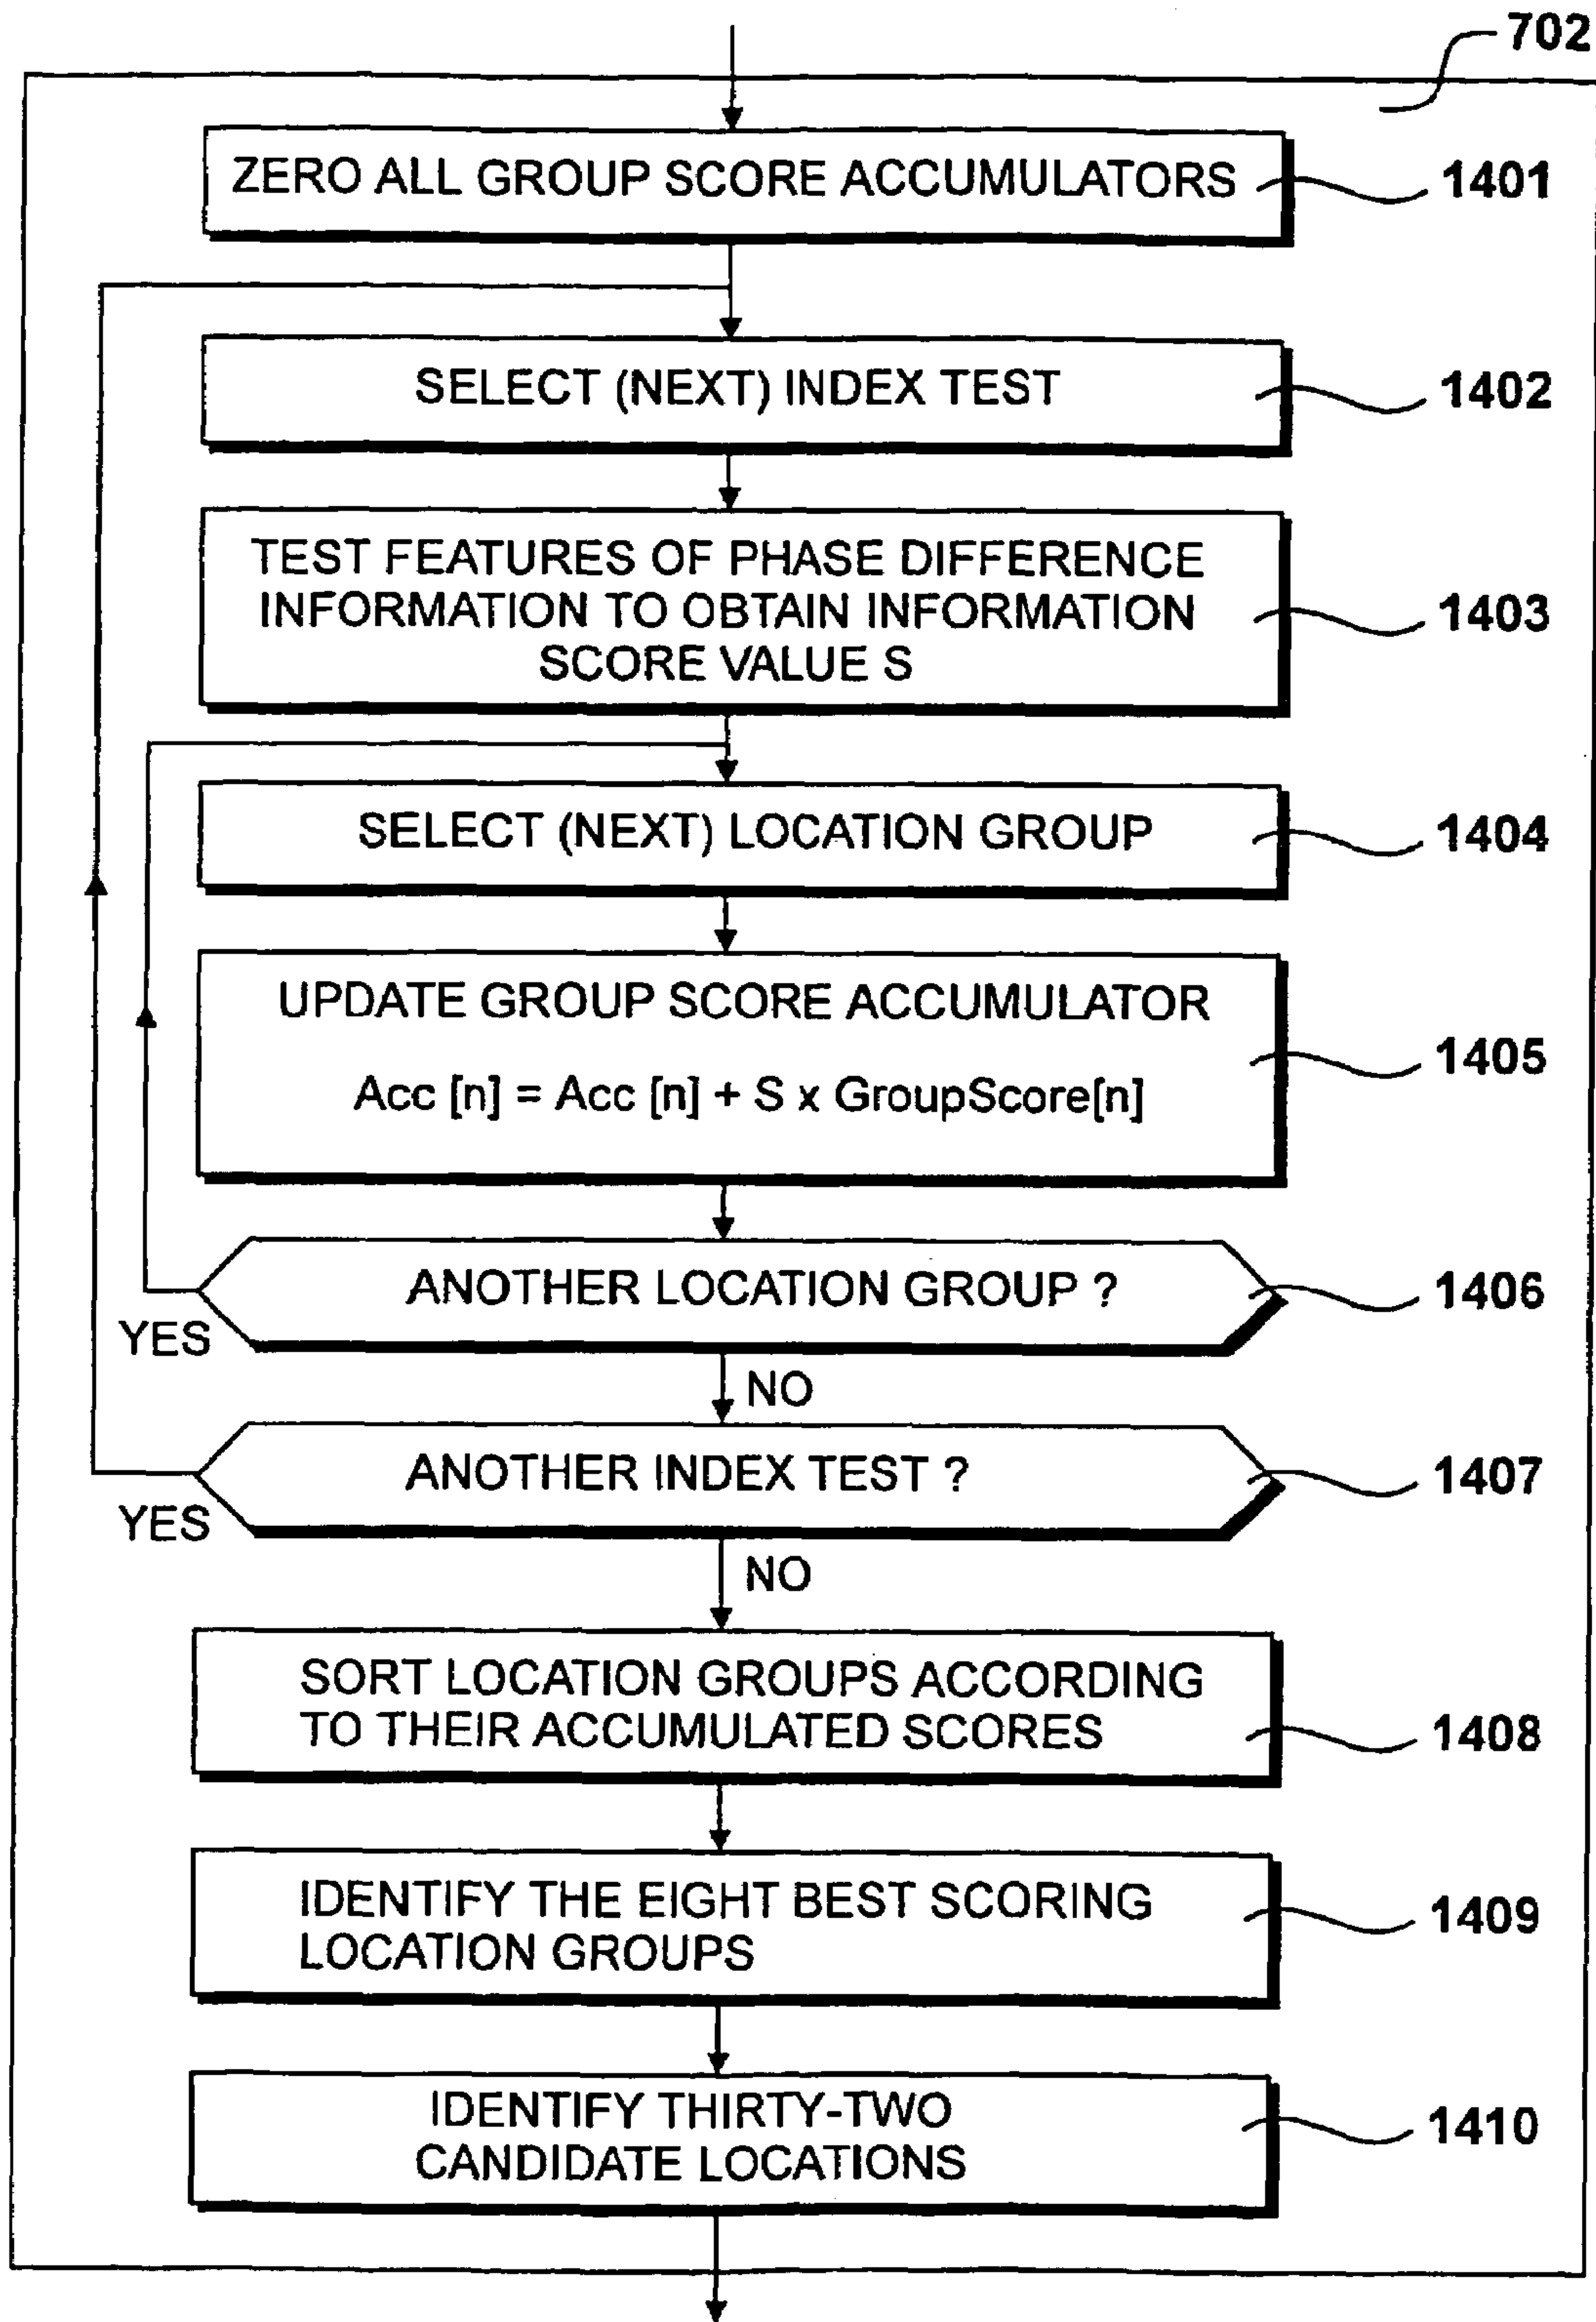 702
ZERO ALL GROUP SCORE ACCUMULATORS
1401
SELECT (NEXT) INDEX TEST
1402
TEST FEATURES OF PHASE DIFFERENCE
INFORMATION TO OBTAIN INFORMATION
SCORE VALUE S
1403
SELECT (NEXT) LOCATION GROUP
1404
UPDATE GROUP SCORE ACCUMULATOR
Acc [n] = Acc [n] + S x GroupScore[n]
1405
ANOTHER LOCATION GROUP ?
1406
YES
NO
ANOTHER INDEX TEST ?
1407
YES
NO
SORT LOCATION GROUPS ACCORDING
TO THEIR ACCUMULATED SCORES
1408
IDENTIFY THE EIGHT BEST SCORING
LOCATION GROUPS
1409
IDENTIFY THIRTY-TWO
CANDIDATE LOCATIONS
1410